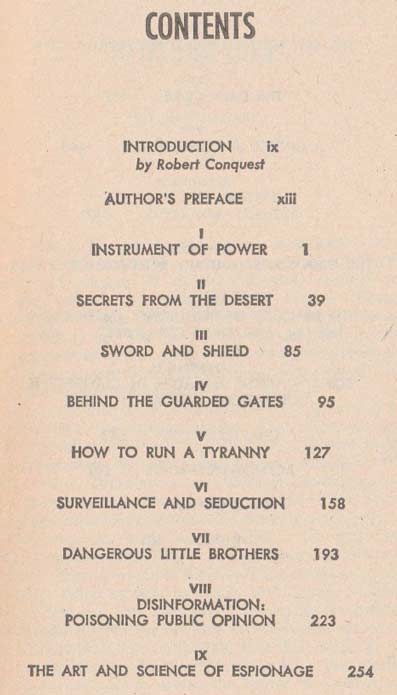 CONTENTS
INTRODUCTION ix
by Robert Conquest
AUTHOR'S PREFACE xiii
I
INSTRUMENT OF POWER 1
II
SECRETS FROM THE DESERT 39
III
SWORD AND SHIELD 85
IV
BEHIND THE GUARDED GATES 95
V
HOW TO RUN A TYRANNY 127
VI
SURVEILLANCE AND SEDUCTION 158
VII
DANGEROUS LITTLE BROTHERS 193
VIII
DISINFORMATION:
POISONING PUBLIC OPINION 223
IX
THE ART AND SCIENCE OF ESPIONAGE 254